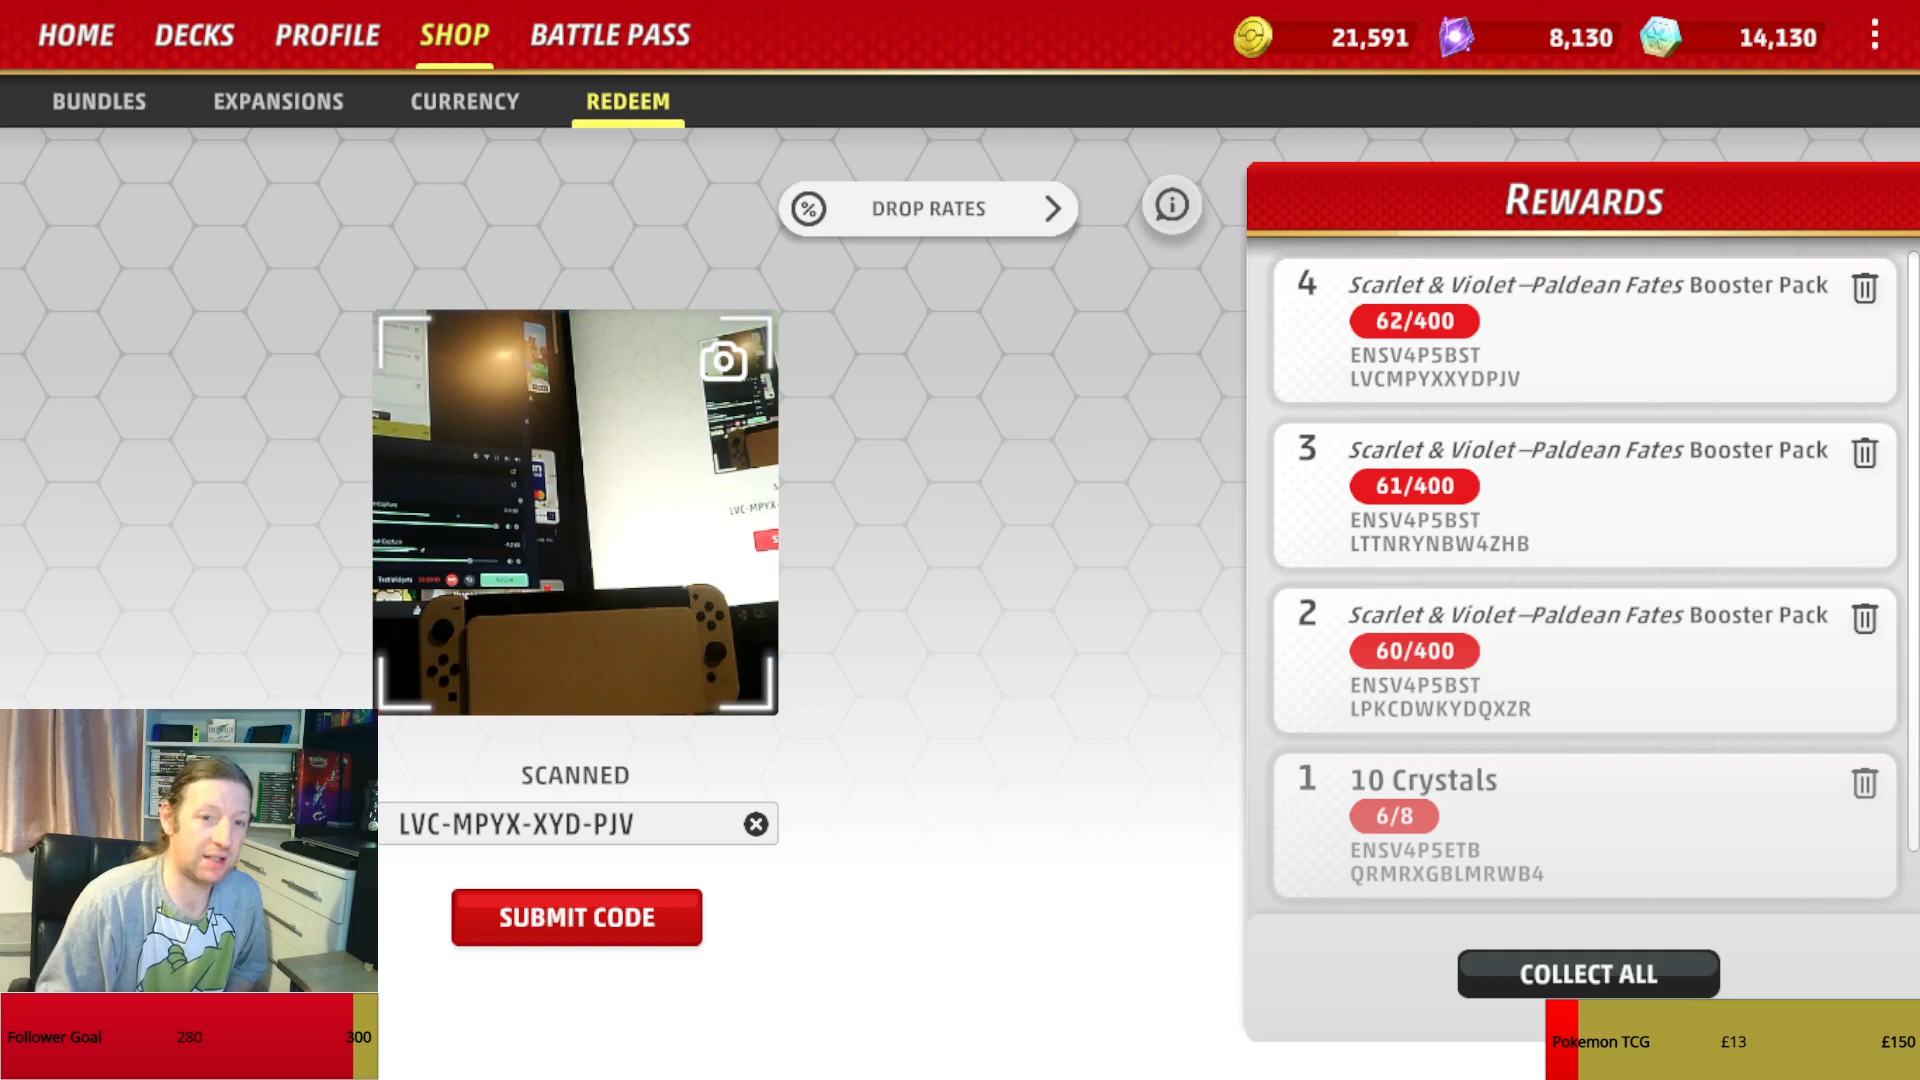 HOME DECKS PROFILE SHOP BATTLE PASS 21,591 8,130 14,130
BUNDLES EXPANSIONS CURRENCY REDEEM
% DROP RATES
REWARDS
4 Scarlet & Violet—Paldean Fates Booster Pack
62/400
ENSV4P5BST
LVCMPYXXYDPJV
3 Scarlet & Violet—Paldean Fates Booster Pack
61/400
ENSV4P5BST
LTTNRYNBW4ZHB
2 Scarlet & Violet—Paldean Fates Booster Pack
60/400
ENSV4P5BST
LPKCDWKYDQXZR
1 10 Crystals
6/8
ENSV4P5ETB
QRMRXGBLMRWB4
COLLECT ALL
LVC-MPYX-
SCANNED
LVC-MPYX-XYD-PJV
SUBMIT CODE
Follower Goal 280 300
Pokemon TCG £13 £150